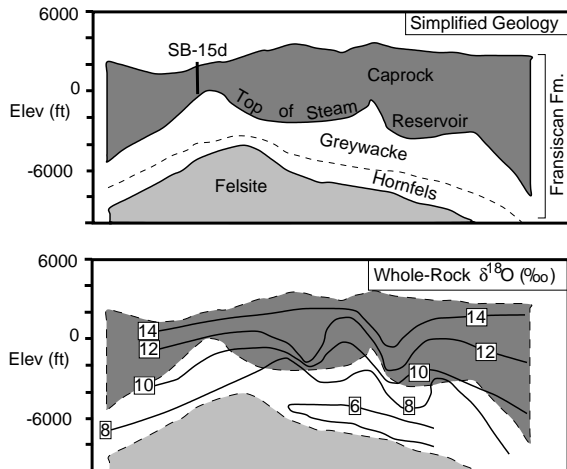 6000
Simplified Geology
SB-15d
Caprock
0
Top of Steam
Reservoir
Elev (ft)
Greywacke
Fransiscan Fm.
-6000
Hornfels
Felsite
6000
Whole-Rock δ¹⁸O (‰)
14
14
0
12
12
Elev (ft)
10
10
6
8
-6000
8